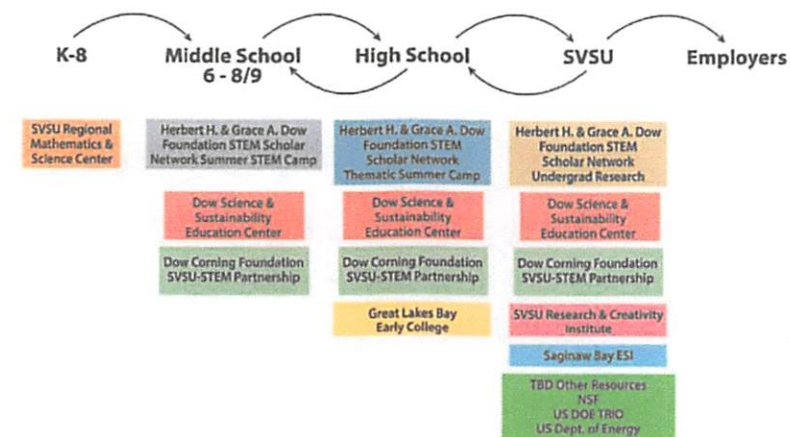 K-8
Middle School
6 - 8/9
High School
SVSU
Employers
SVSU Regional
Mathematics &
Science Center
Herbert H. & Grace A. Dow
Foundation STEM Scholar
Network Summer STEM Camp
Dow Science &
Sustainability
Education Center
Dow Corning Foundation
SVSU-STEM Partnership
Herbert H. & Grace A. Dow
Foundation STEM
Scholar Network
Thematic Summer Camp
Dow Science &
Sustainability
Education Center
Dow Corning Foundation
SVSU-STEM Partnership
Great Lakes Bay
Early College
Herbert H. & Grace A. Dow
Foundation STEM
Scholar Network
Undergrad Research
Dow Science &
Sustainability
Education Center
Dow Corning Foundation
SVSU-STEM Partnership
SVSU Research & Creativity
Institute
Saginaw Bay ESI
TBD Other Resources
NSF
US DOE TRIO
US Dept. of Energy